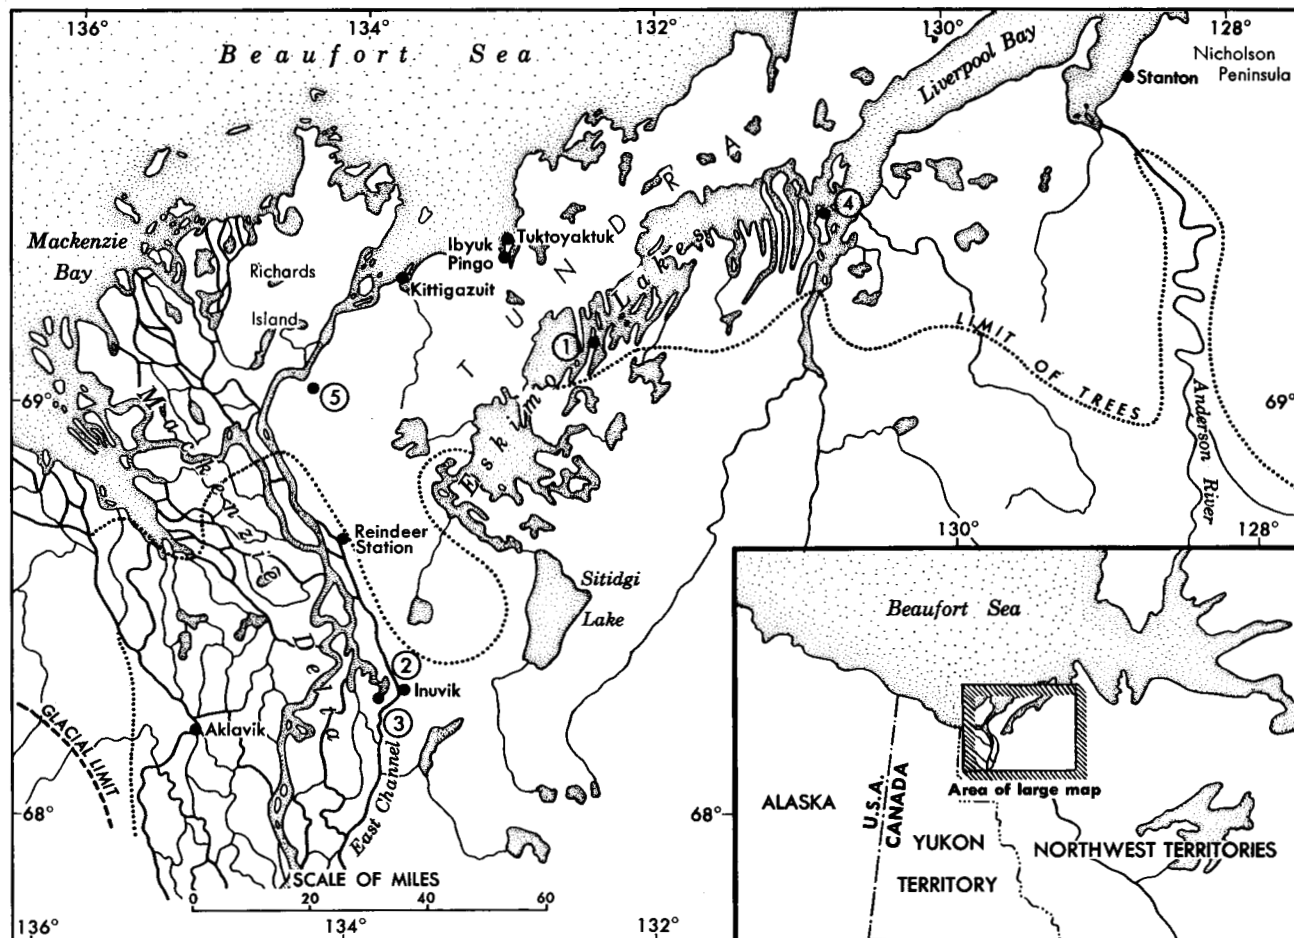 136°
134°
132°
130°
128°
Beaufort Sea
Liverpool Bay
Nicholson
Peninsula
Stanton
TUNDRA
Mackenzie
Bay
Richards
Island
Ibyuk
Pingo
Tuktoyaktuk
Kittigazuit
Eskimo Lakes
1
4
5
LIMIT OF TREES
69°
69°
Anderson River
Mackenzie Delta
Reindeer
Station
Sitidgi
Lake
2
Inuvik
3
Aklavik
GLACIAL LIMIT
East Channel
68°
68°
SCALE OF MILES
0 20 40 60
136°
134°
132°
130°
128°
Beaufort Sea
Area of large map
ALASKA
U.S.A.
CANADA
YUKON
TERRITORY
NORTHWEST TERRITORIES